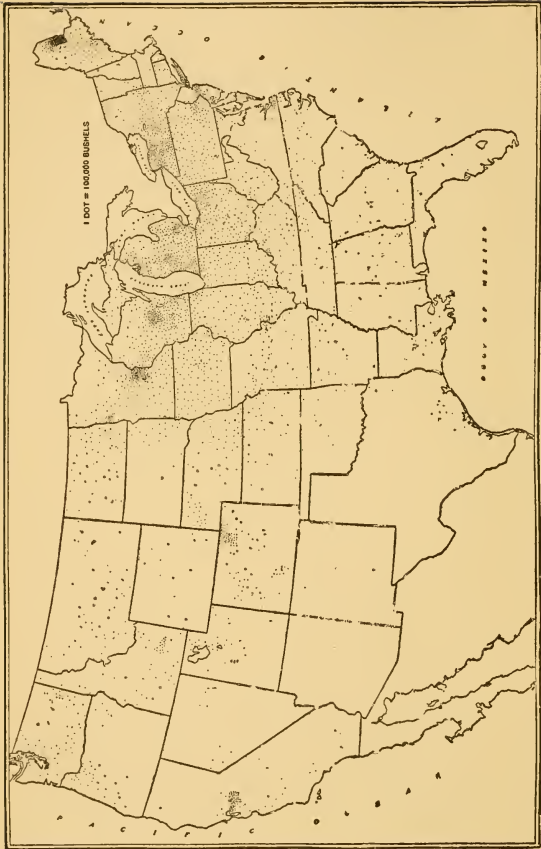 1 DOT = 100,000 BUSHELS
ATLANTIC OCEAN
GULF OF MEXICO
PACIFIC OCEAN